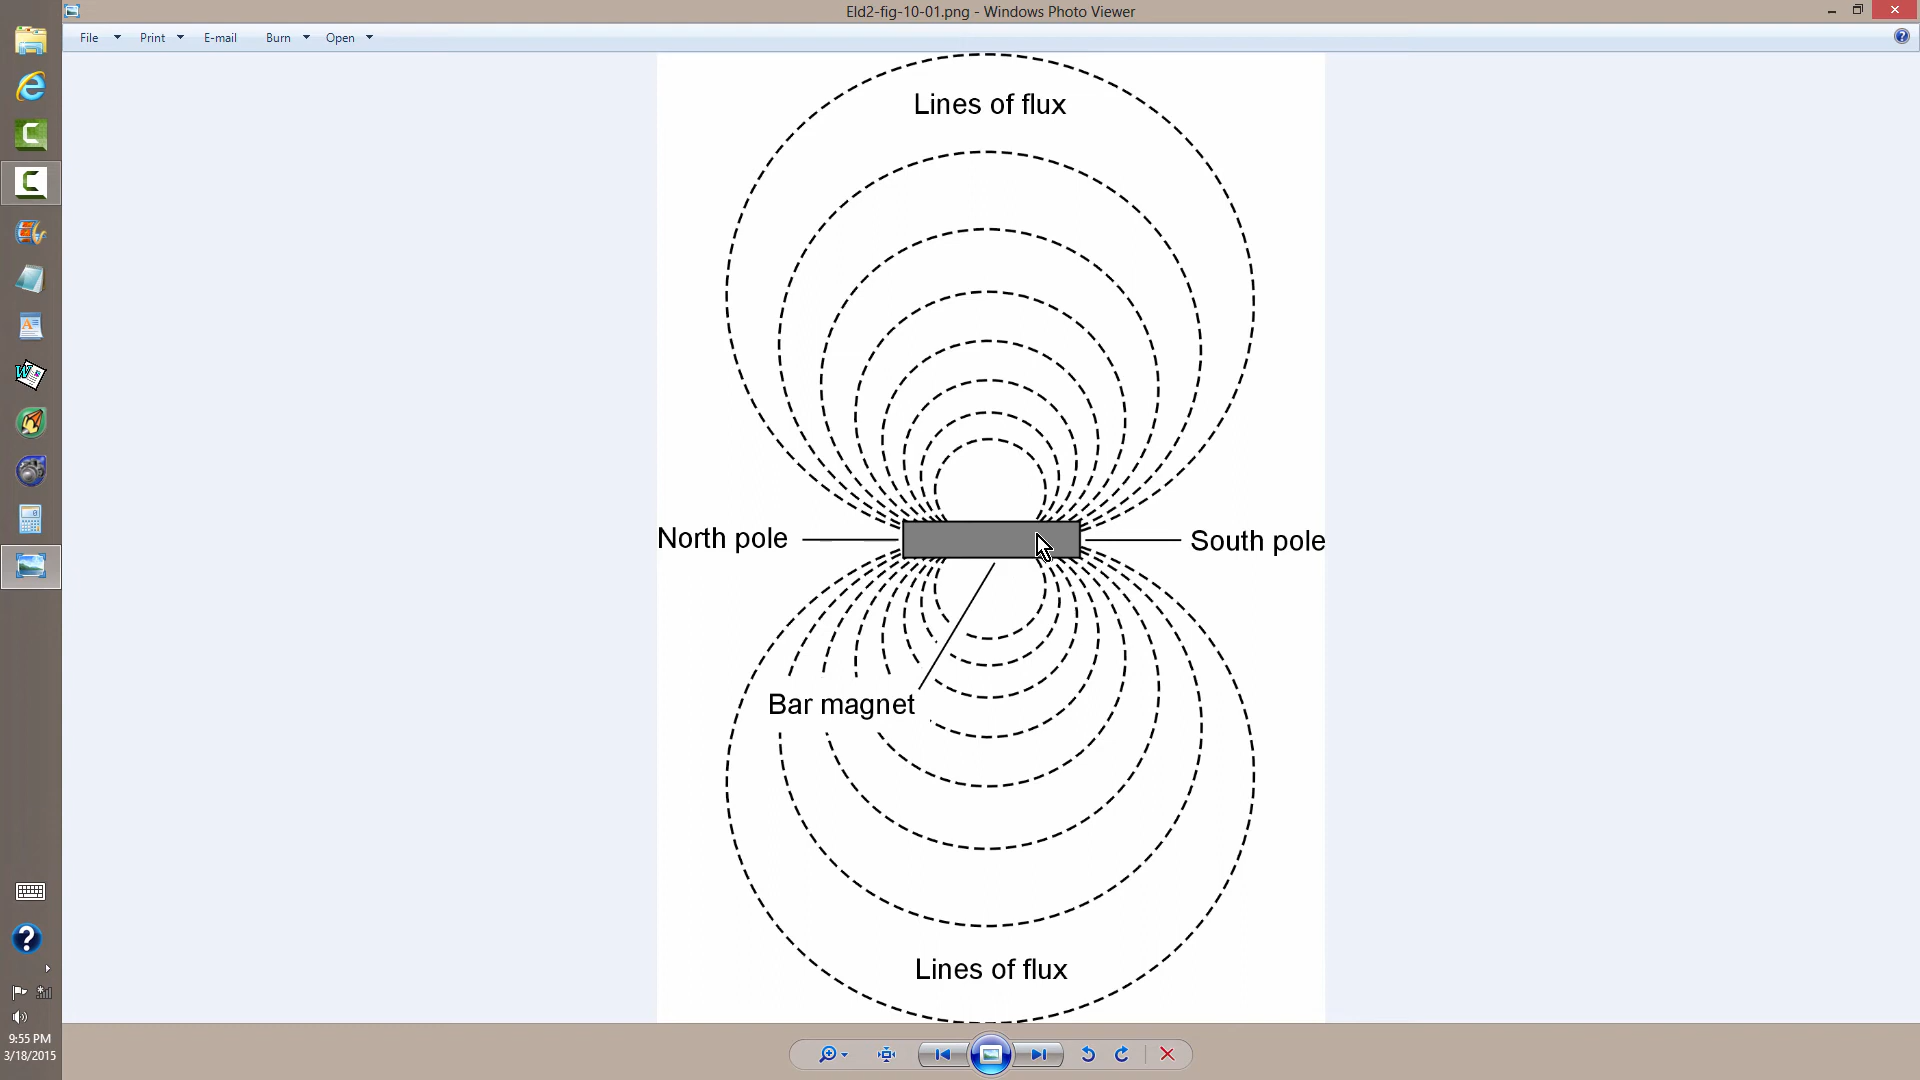 Eld2-fig-10-01.png - Windows Photo Viewer
File Print E-mail Burn Open
Lines of flux
North pole
South pole
Bar magnet
Lines of flux
9:55 PM
3/18/2015